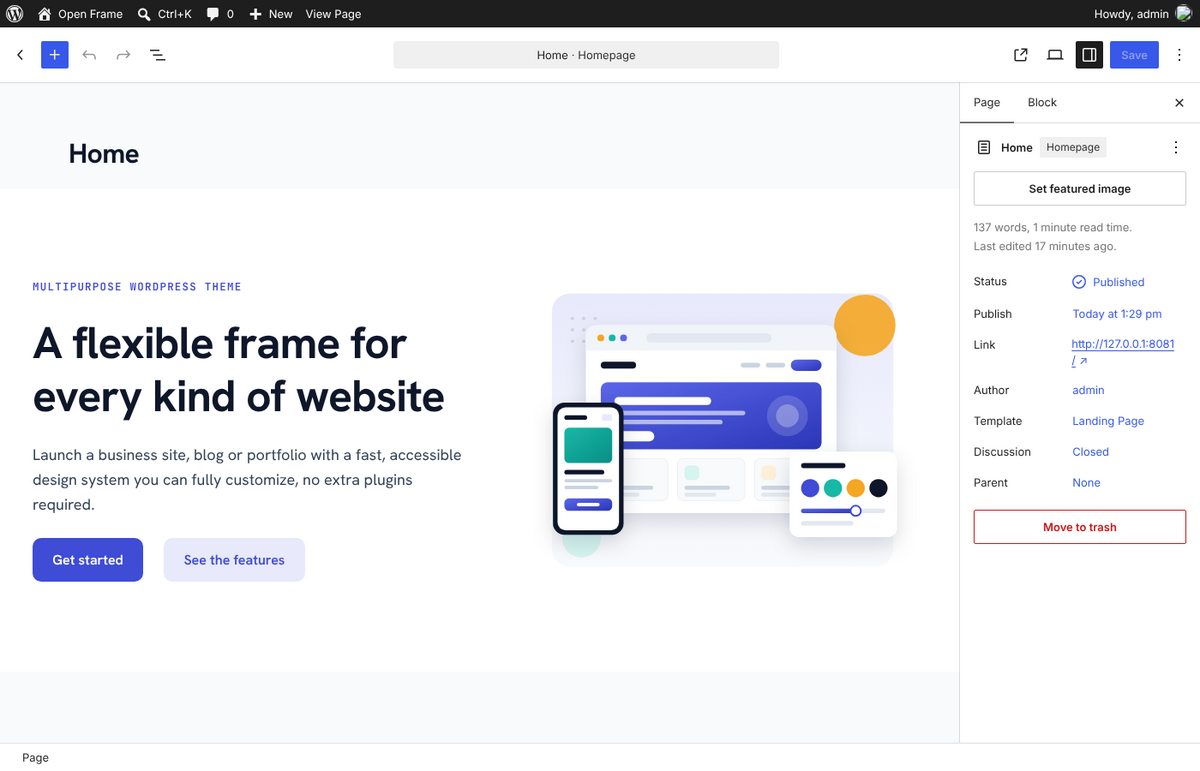 Open Frame Ctrl+K 0 New View Page Howdy, admin
Home · Homepage
Save
Page Block
Home
Home Homepage
Set featured image
137 words, 1 minute read time.
Last edited 17 minutes ago.
Status Published
Publish Today at 1:29 pm
Link http://127.0.0.1:8081
/ ↗
Author admin
Template Landing Page
Discussion Closed
Parent None
Move to trash
MULTIPURPOSE WORDPRESS THEME
A flexible frame for
every kind of website
Launch a business site, blog or portfolio with a fast, accessible
design system you can fully customize, no extra plugins
required.
Get started See the features
Page